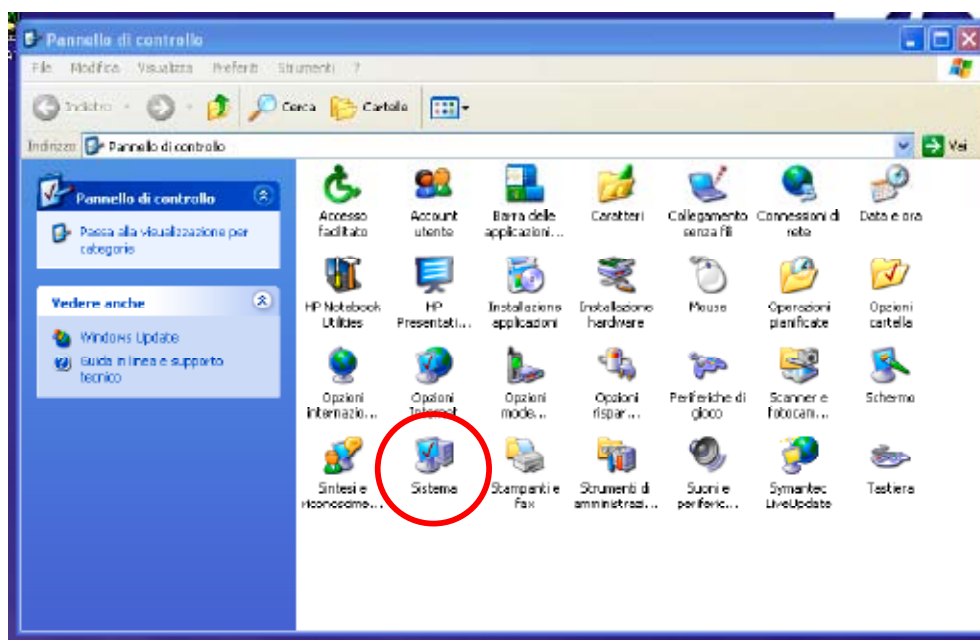 Pannello di controllo
File Modifica Visualizza Preferiti Strumenti ?
Indietro Cerca Cartelle
Indirizzo Pannello di controllo Vai
Pannello di controllo
Passa alla visualizzazione per
categorie
Vedere anche
Windows Update
Guida in linea e supporto
tecnico
Accesso
facilitato
Account
utente
Barra delle
applicazioni...
Caratteri
Collegamento
senza fili
Connessioni di
rete
Data e ora
HP Notebook
Utilities
HP
Presentati...
Installazione
applicazioni
Installazione
hardware
Mouse
Operazioni
pianificate
Opzioni
cartella
Opzioni
internazio...
Opzioni
Internet
Opzioni
mode...
Opzioni
rispar...
Periferiche di
gioco
Scanner e
fotocam...
Schermo
Sintesi e
riconoscime...
Sistema
Stampanti e
fax
Strumenti di
amministrazi...
Suoni e
periferic...
Symantec
LiveUpdate
Tastiera